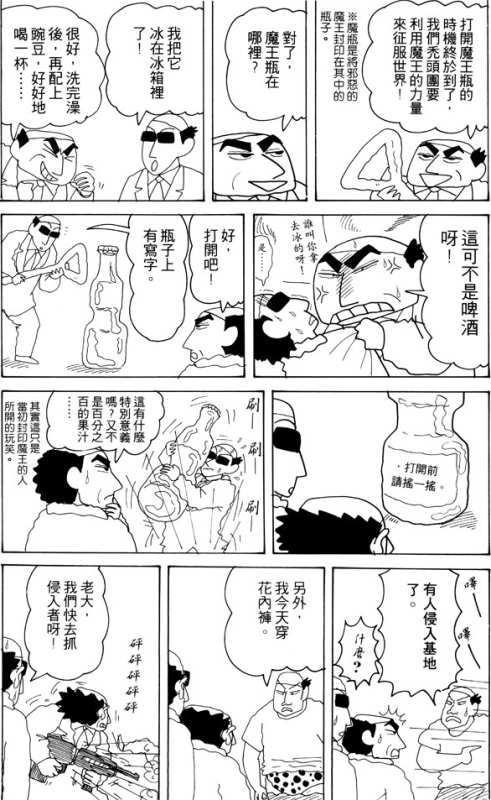 打開魔王瓶的
時機終於到了，
我們禿頭團要
利用魔王的力量
來征服世界！
※魔瓶是將邪惡的
魔王封印在其中的
瓶子。
對了，
魔王瓶在
哪裡？
我把它
冰在冰箱裡
了！
很好，洗完澡
後，再配上
豌豆，好好地
喝一杯……
這可不是啤酒
呀！
誰叫你拿
去冰的呀！
是…
好，
打開吧！
瓶子上
有寫字。
．打開前
請搖一搖。
刷—
刷—
刷—
這有什麼
特別意義
嗎？又不
是百分之
百的果汁
……
其實這只是
當初封印魔王的人
所開的玩笑。
嗶—
嗶—
有人侵入基地
了。
什麼？
另外，
我今天穿
花內褲。
老大，
我們快去抓
侵入者呀！
砰
砰
砰
砰
砰